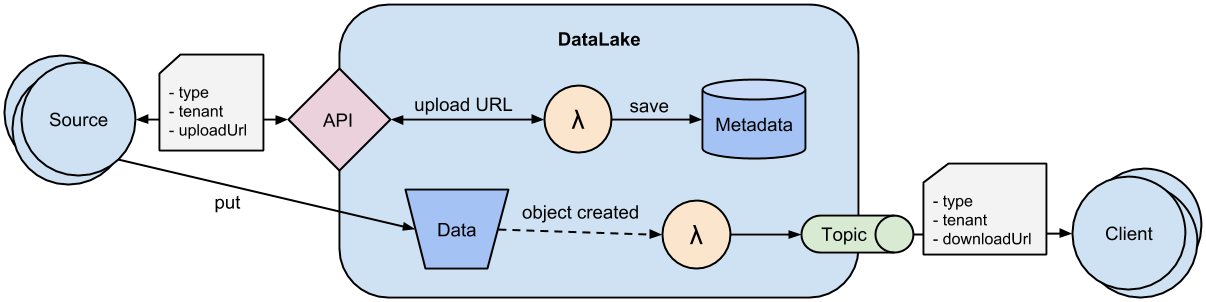 DataLake
Source
- type
- tenant
- uploadUrl
API
upload URL
λ
save
Metadata
put
Data
object created
λ
Topic
- type
- tenant
- downloadUrl
Client